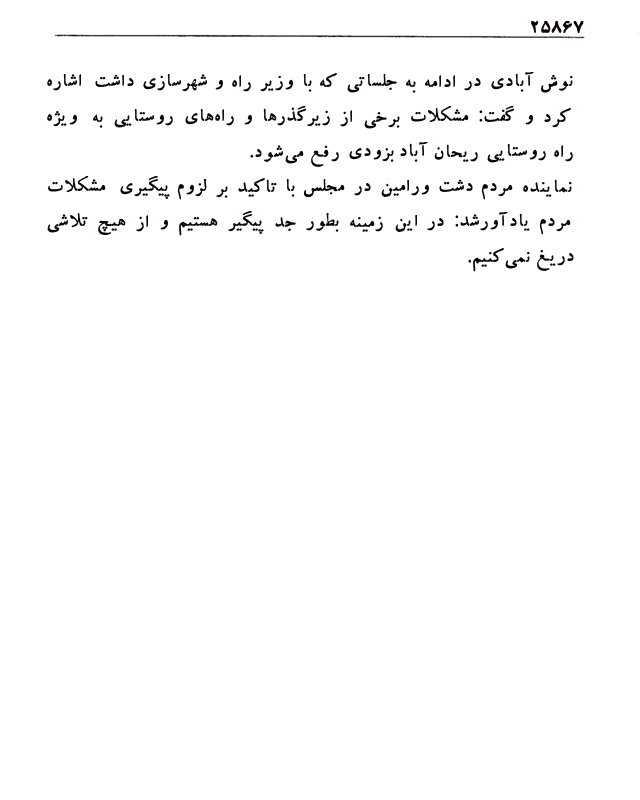 ۲۵۸۶۷
نوش آبادی در ادامه به جلساتی که با وزیر راه و شهرسازی داشت اشاره
کرد و گفت: مشکلات برخی از زیرگذرها و راه‌های روستایی به ویژه
راه روستایی ریحان آباد بزودی رفع می‌شود.
نماینده مردم دشت ورامین در مجلس با تاکید بر لزوم پیگیری مشکلات
مردم یادآورشد: در این زمینه بطور جد پیگیر هستیم و از هیچ تلاشی
دریغ نمی‌کنیم.